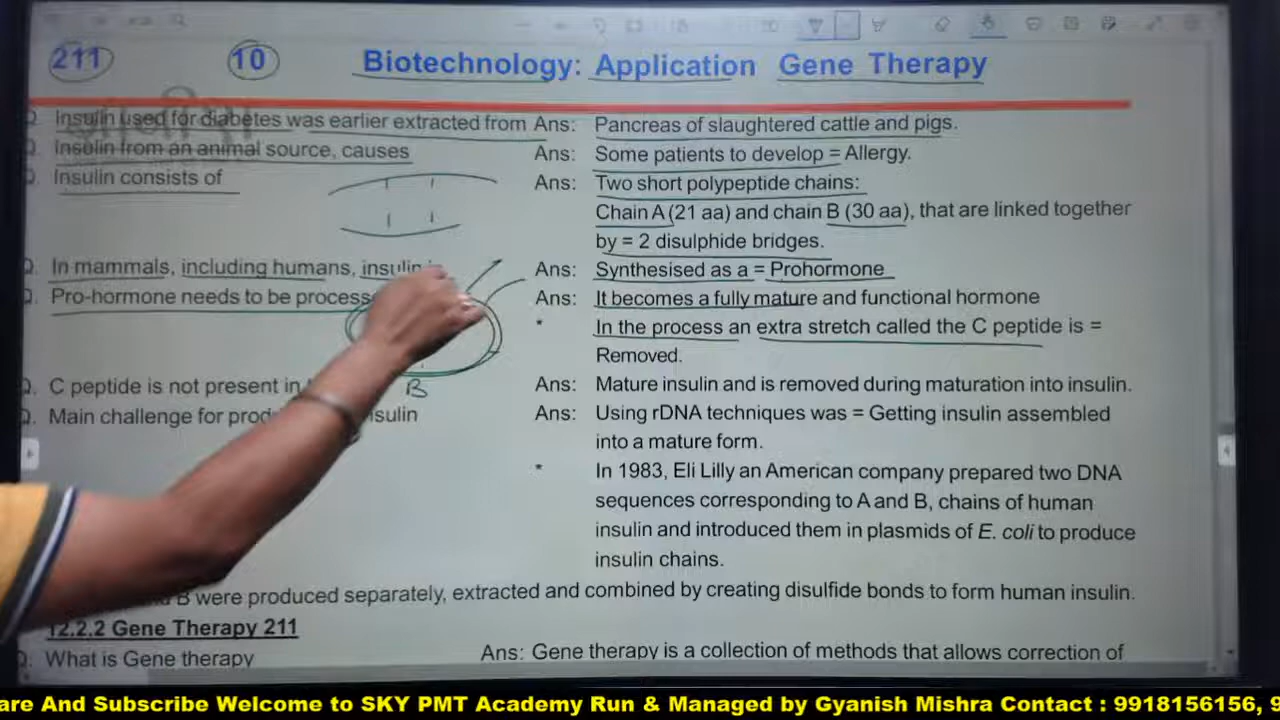 211 10 Biotechnology: Application Gene Therapy
Insulin used for diabetes was earlier extracted from Ans: Pancreas of slaughtered cattle and pigs.
Insulin from an animal source, causes Ans: Some patients to develop = Allergy.
Insulin consists of Ans: Two short polypeptide chains:
Chain A (21 aa) and chain B (30 aa), that are linked together
by = 2 disulphide bridges.
In mammals, including humans, insulin Ans: Synthesised as a = Prohormone
Pro-hormone needs to be process Ans: It becomes a fully mature and functional hormone
* In the process an extra stretch called the C peptide is =
Removed.
B
Q. C peptide is not present in Ans: Mature insulin and is removed during maturation into insulin.
Q. Main challenge for prod sulin Ans: Using rDNA techniques was = Getting insulin assembled
into a mature form.
* In 1983, Eli Lilly an American company prepared two DNA
sequences corresponding to A and B, chains of human
insulin and introduced them in plasmids of E. coli to produce
insulin chains.
B were produced separately, extracted and combined by creating disulfide bonds to form human insulin.
12.2.2 Gene Therapy 211
Q. What is Gene therapy Ans: Gene therapy is a collection of methods that allows correction of
are And Subscribe Welcome to SKY PMT Academy Run & Managed by Gyanish Mishra Contact : 9918156156, 9